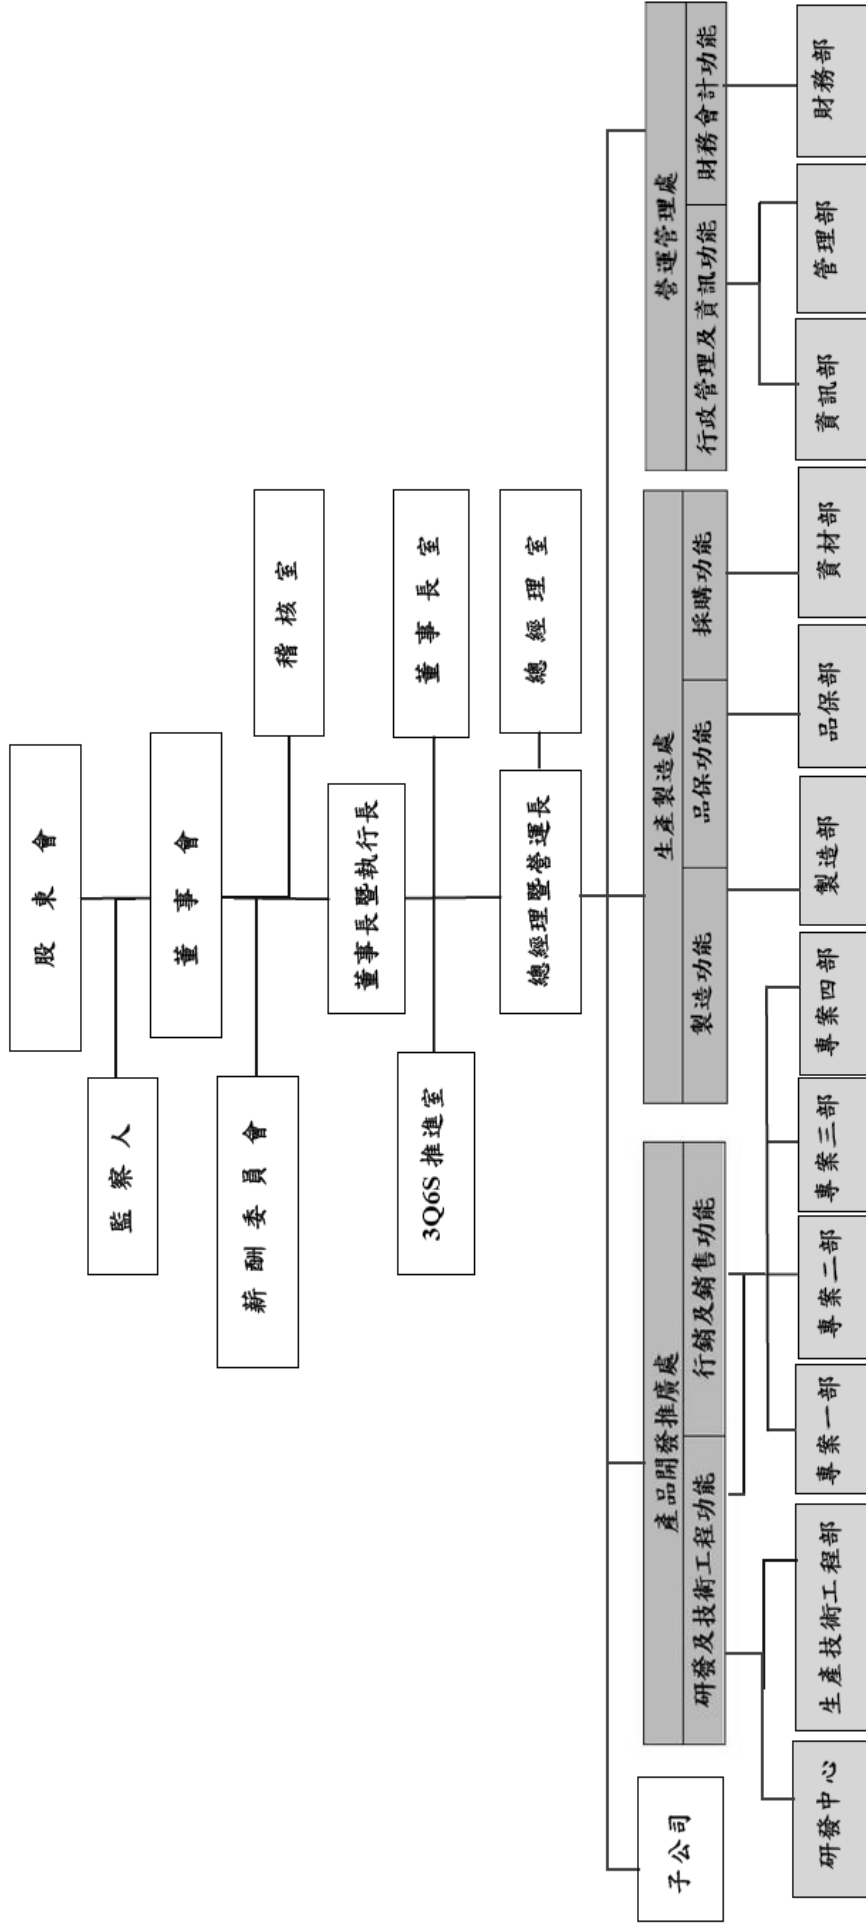 股東會
監察人
董事會
薪酬委員會
稽核室
董事長暨執行長
3Q6S 推進室
董事長室
總經理暨營運長
總經理室
子公司
產品開發推廣處
研發及技術工程功能
行銷及銷售功能
生產製造處
製造功能
品保功能
採購功能
營運管理處
行政管理及資訊功能
財務會計功能
研發中心
生產技術工程部
專案一部
專案二部
專案三部
專案四部
製造部
品保部
資材部
資訊部
管理部
財務部